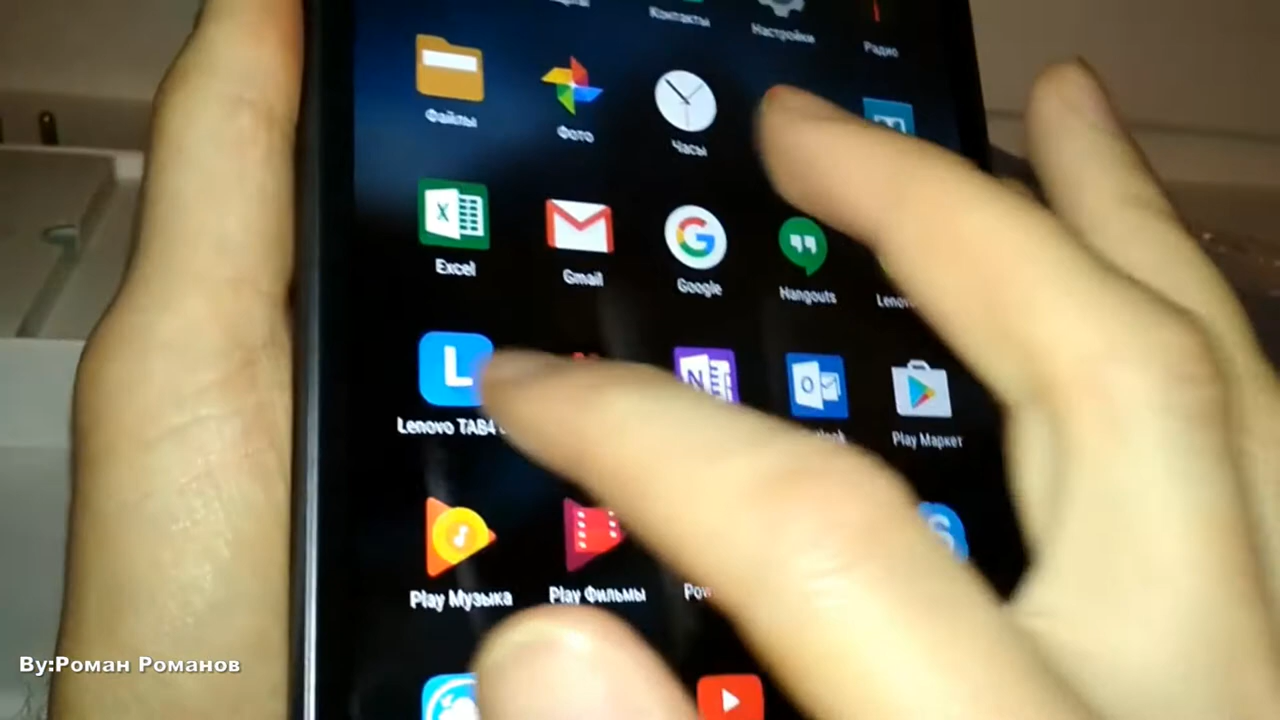 Контакты
Настройки
Радио
Файлы
Фото
Часы
Excel
Gmail
Google
Hangouts
L
Lenovo TAB4
Play Маркет
Play Музыка
Play Фильмы
By:Роман Романов